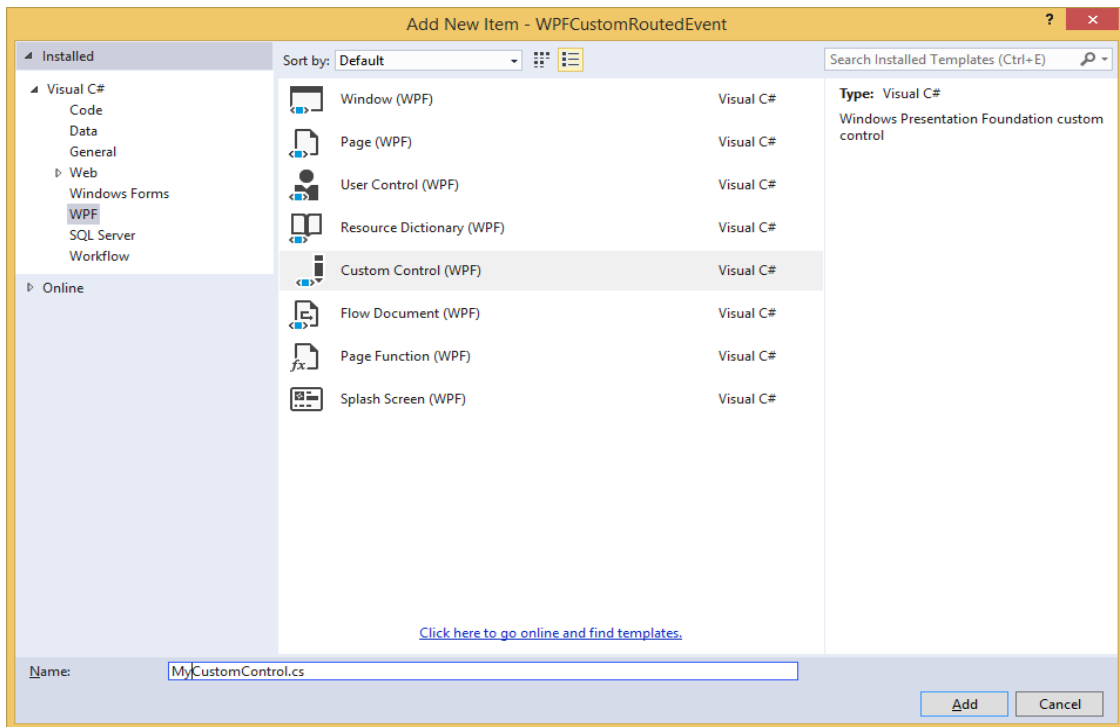 Add New Item - WPFCustomRoutedEvent
?
Installed
Sort by: Default
Search Installed Templates (Ctrl+E)
Visual C#
Code
Data
General
Web
Windows Forms
WPF
SQL Server
Workflow
Online
Window (WPF) Visual C#
Page (WPF) Visual C#
User Control (WPF) Visual C#
Resource Dictionary (WPF) Visual C#
Custom Control (WPF) Visual C#
Flow Document (WPF) Visual C#
Page Function (WPF) Visual C#
Splash Screen (WPF) Visual C#
Type: Visual C#
Windows Presentation Foundation custom
control
Click here to go online and find templates.
Name: MyCustomControl.cs
Add Cancel